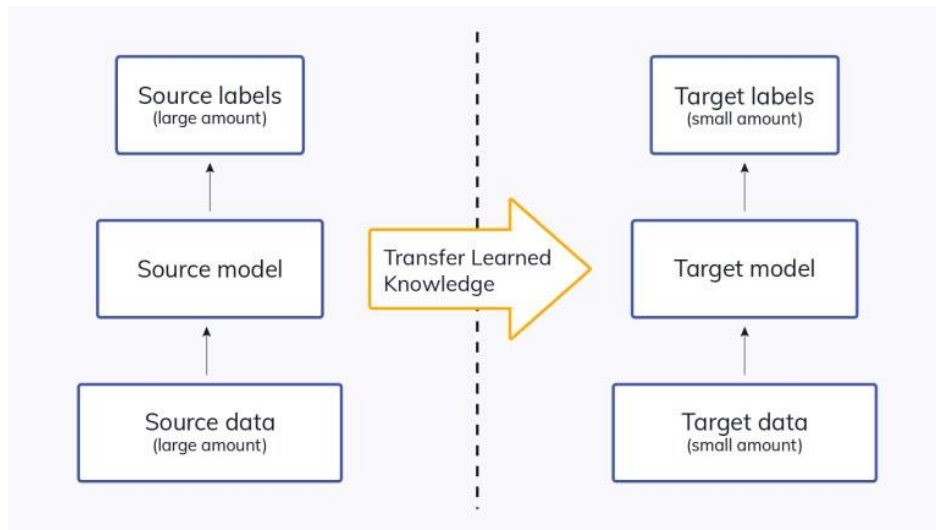 Source labels
(large amount)
Target labels
(small amount)
Source model
Transfer Learned
Knowledge
Target model
Source data
(large amount)
Target data
(small amount)